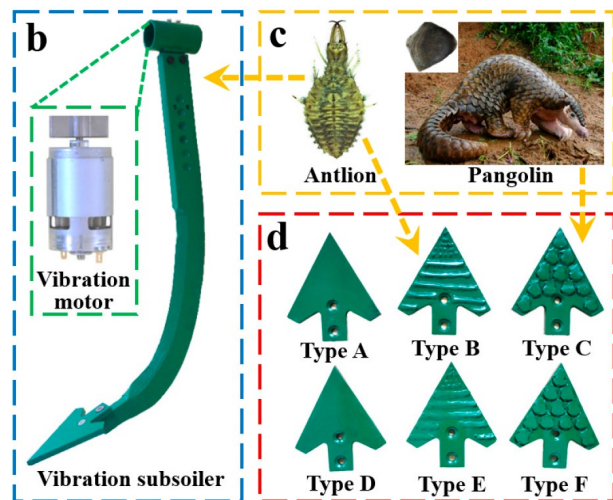 b
Vibration
motor
Vibration subsoiler
c
Antlion
Pangolin
d
Type A
Type B
Type C
Type D
Type E
Type F